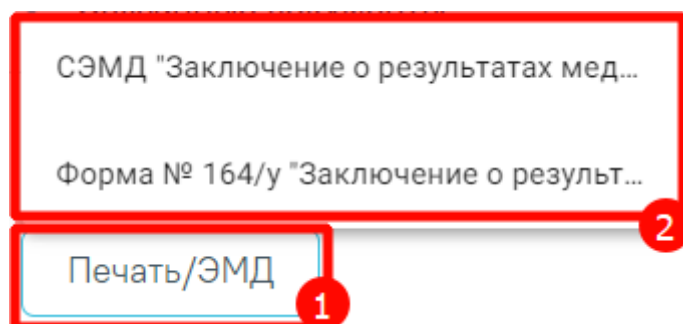 СЭМД "Заключение о результатах мед...
Форма № 164/у "Заключение о результ...
2
Печать/ЭМД
1